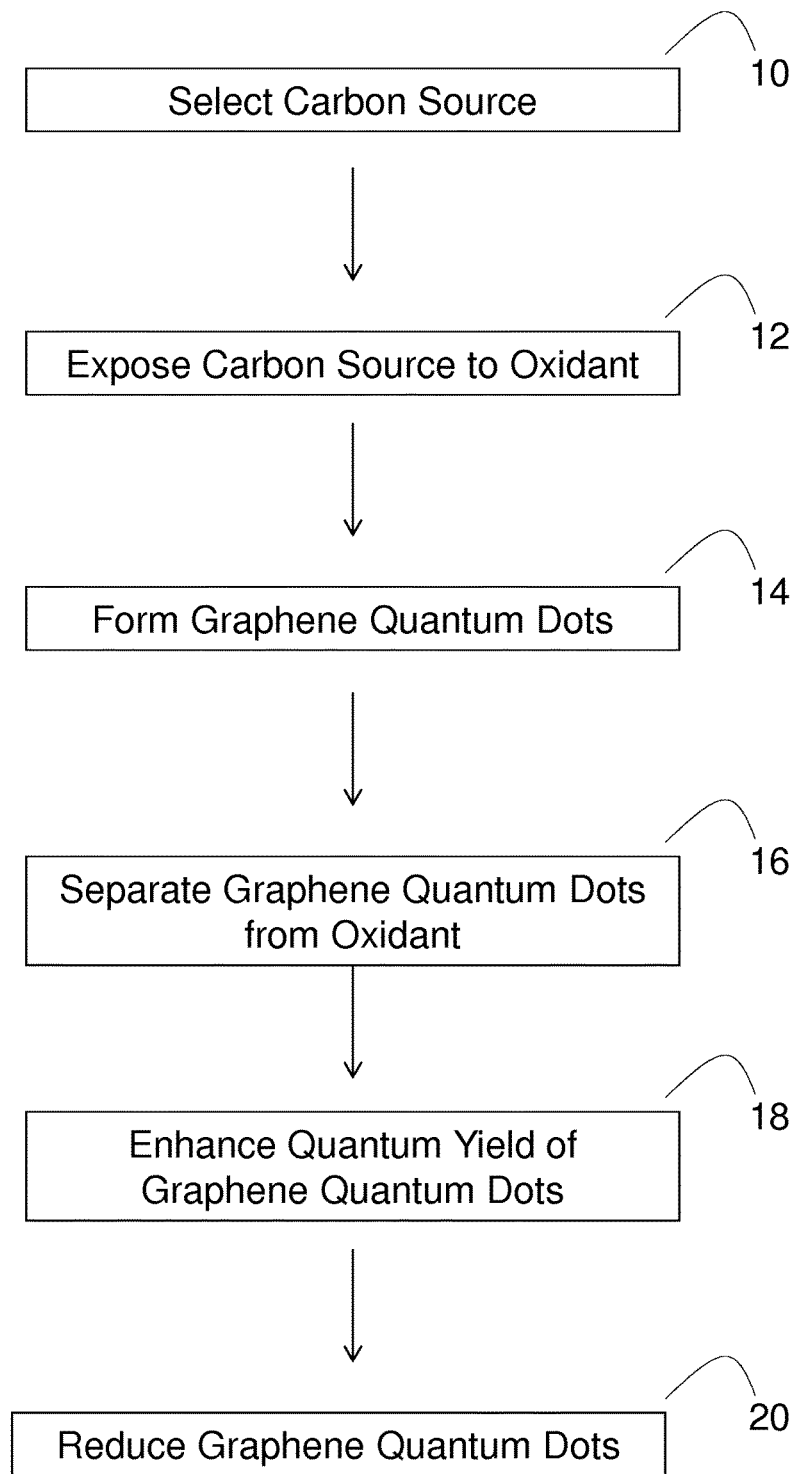 10
Select Carbon Source
12
Expose Carbon Source to Oxidant
14
Form Graphene Quantum Dots
16
Separate Graphene Quantum Dots
from Oxidant
18
Enhance Quantum Yield of
Graphene Quantum Dots
20
Reduce Graphene Quantum Dots